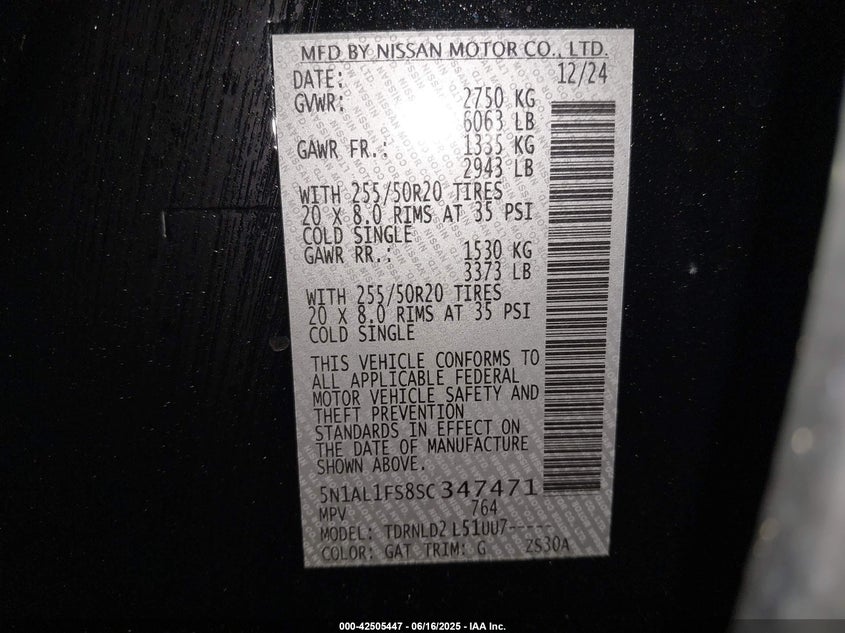 MFD BY NISSAN MOTOR CO., LTD.
DATE: 12/24
GVWR: 2750 KG
6063 LB
GAWR FR.: 1335 KG
2943 LB
WITH 255/50R20 TIRES
20 X 8.0 RIMS AT 35 PSI
COLD SINGLE
GAWR RR.: 1530 KG
3373 LB
WITH 255/50R20 TIRES
20 X 8.0 RIMS AT 35 PSI
COLD SINGLE
THIS VEHICLE CONFORMS TO
ALL APPLICABLE FEDERAL
MOTOR VEHICLE SAFETY AND
THEFT PREVENTION
STANDARDS IN EFFECT ON
THE DATE OF MANUFACTURE
SHOWN ABOVE.
5N1AL1FS8SC347471
MPV 764
MODEL: TDRNLD2 L51UU7-----
COLOR: GAT TRIM: G ZS30A
000-42505447 - 06/16/2025 - IAA Inc.